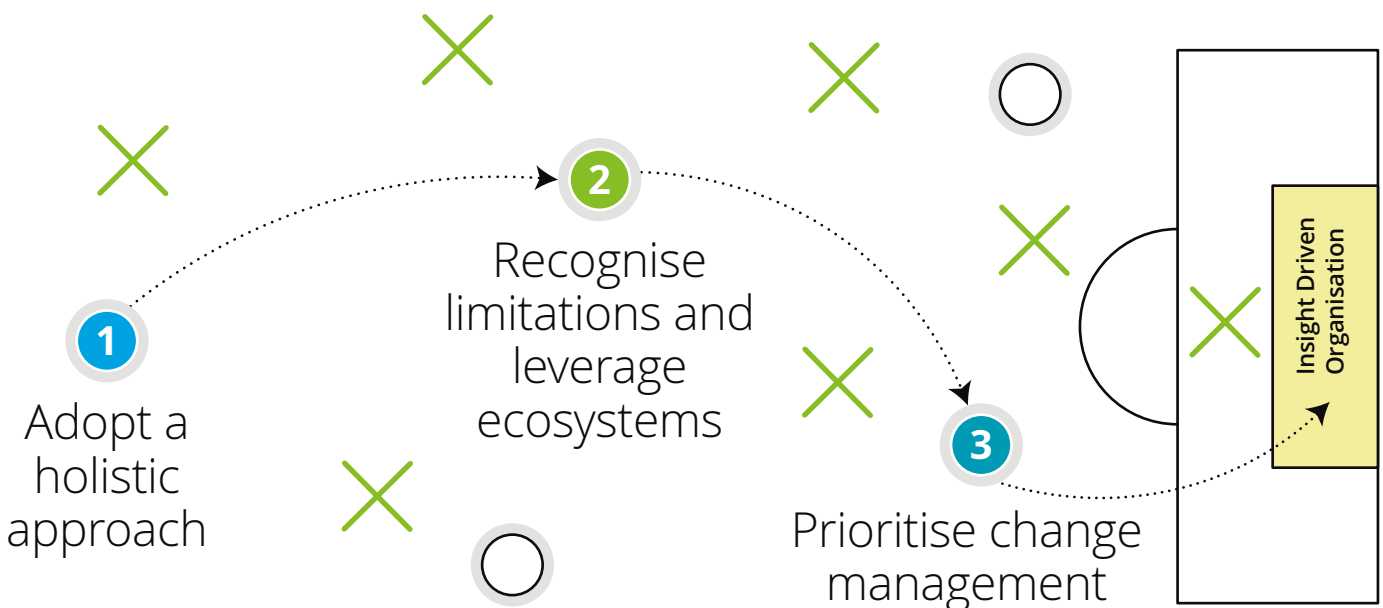 1
Adopt a
holistic
approach
2
Recognise
limitations and
leverage
ecosystems
3
Prioritise change
management
Insight Driven
Organisation